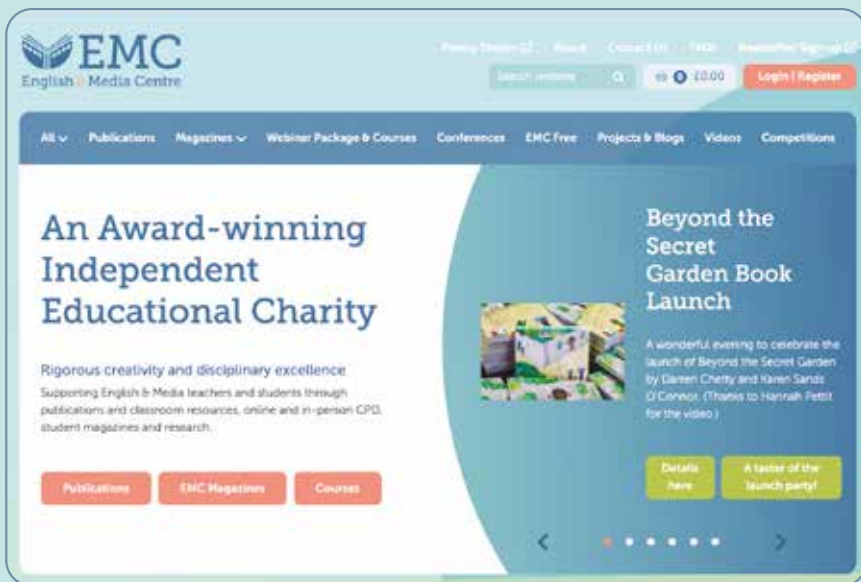 EMC
English & Media Centre
About Contact Us FAQs Newsletter Sign-up
Search website
0 £0.00
Login | Register
All Publications Magazines Webinar Package & Courses Conferences EMC Free Projects & Blogs Videos Competitions
An Award-winning
Independent
Educational Charity
Rigorous creativity and disciplinary excellence
Supporting English & Media teachers and students through
publications and classroom resources, online and in-person CPD,
student magazines and research.
Publications
EMC Magazines
Courses
Beyond the
Secret
Garden Book
Launch
A wonderful evening to celebrate the
launch of Beyond the Secret Garden
by Darren Chetty and Karen Sands
O'Connor. (Thanks to Hannah Pettit
for the video.)
Details
here
A taster of the
launch party!